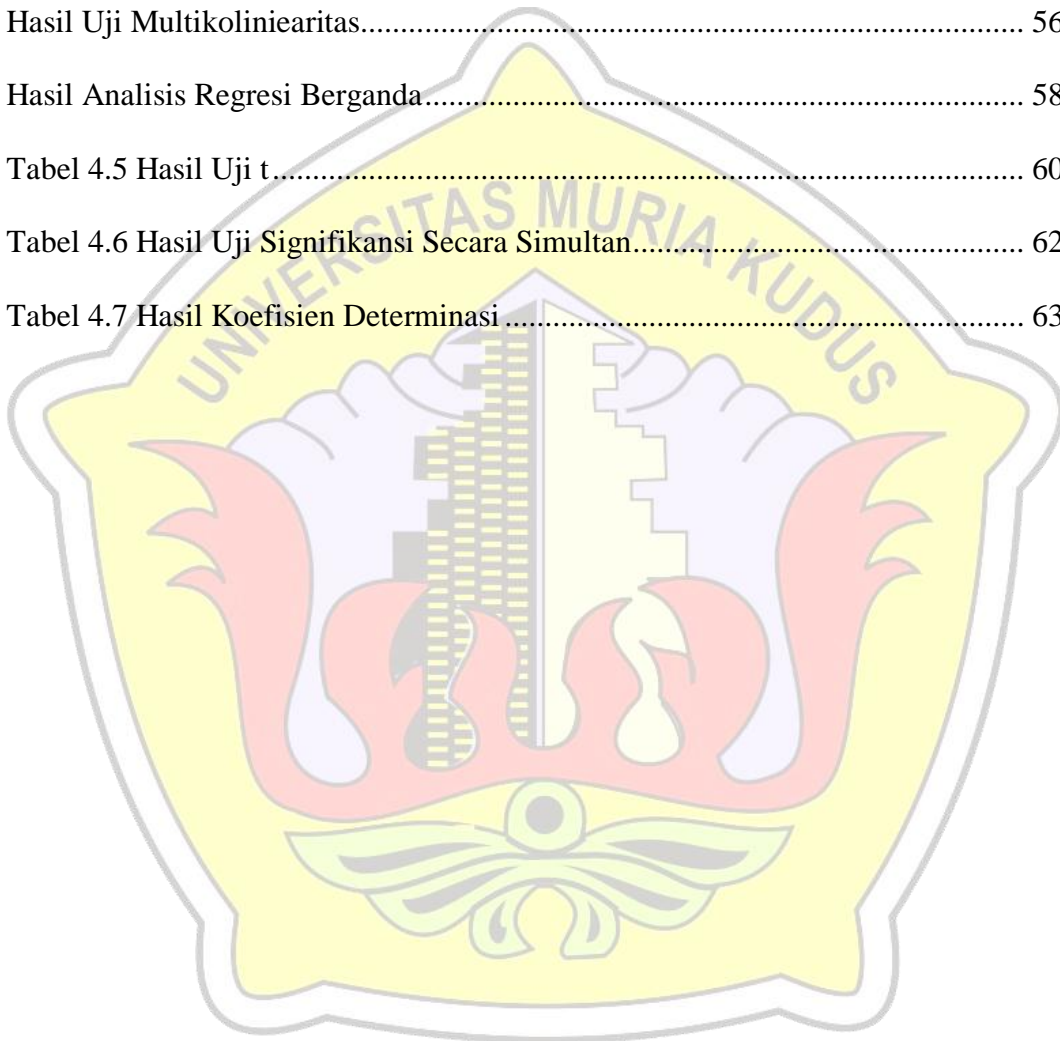 Hasil Uji Multikoliniearitas................................................................................ 56
Hasil Analisis Regresi Berganda........................................................................ 58
Tabel 4.5 Hasil Uji t........................................................................................... 60
Tabel 4.6 Hasil Uji Signifikansi Secara Simultan............................................... 62
Tabel 4.7 Hasil Koefisien Determinasi............................................................... 63
UNIVERSITAS MURIA KUDUS